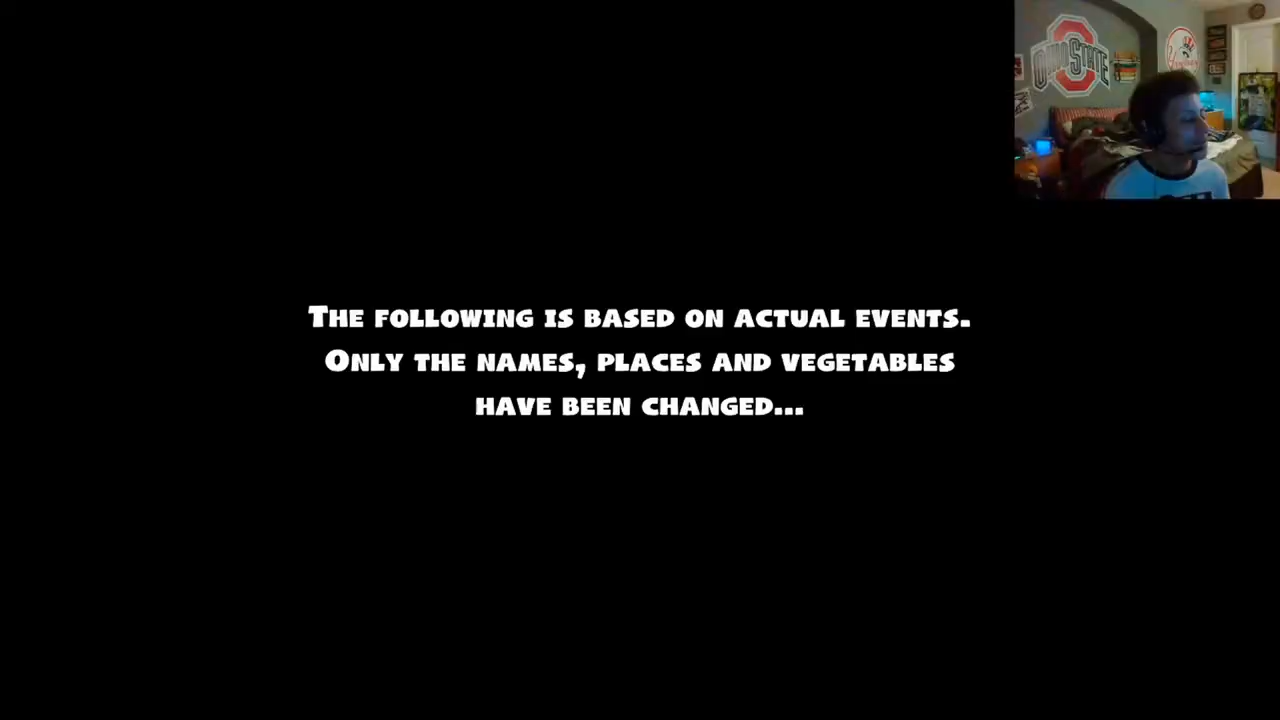 OHIO STATE
THE FOLLOWING IS BASED ON ACTUAL EVENTS.
ONLY THE NAMES, PLACES AND VEGETABLES
HAVE BEEN CHANGED...